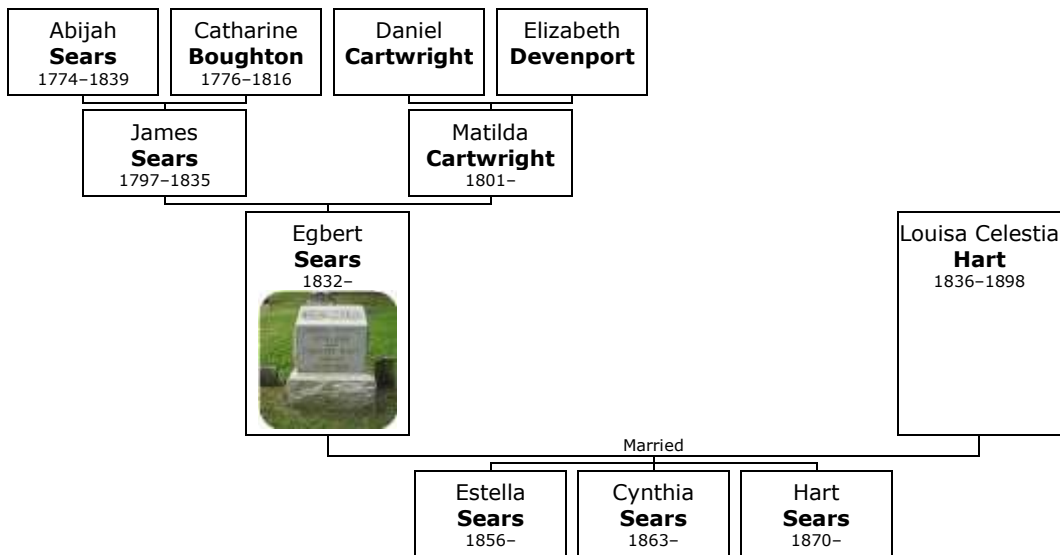 Abijah
Sears
1774–1839
Catharine
Boughton
1776–1816
Daniel
Cartwright
Elizabeth
Devenport
James
Sears
1797–1835
Matilda
Cartwright
1801–
Egbert
Sears
1832–
Louisa Celestia
Hart
1836–1898
Married
Estella
Sears
1856–
Cynthia
Sears
1863–
Hart
Sears
1870–